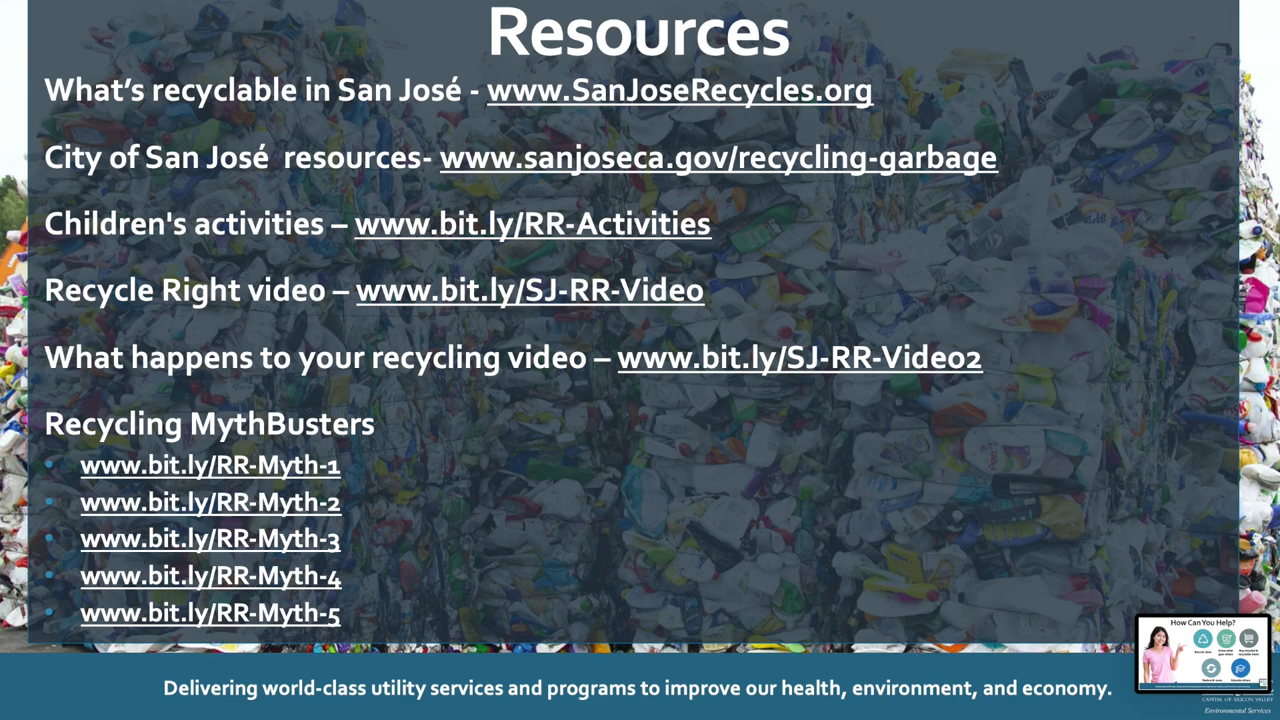 Resources
What's recyclable in San José - www.SanJoseRecycles.org
City of San José  resources- www.sanjoseca.gov/recycling-garbage
Children's activities – www.bit.ly/RR-Activities
Recycle Right video – www.bit.ly/SJ-RR-Video
What happens to your recycling video – www.bit.ly/SJ-RR-Video2
Recycling MythBusters
• www.bit.ly/RR-Myth-1
• www.bit.ly/RR-Myth-2
• www.bit.ly/RR-Myth-3
• www.bit.ly/RR-Myth-4
• www.bit.ly/RR-Myth-5
How Can You Help?
Delivering world-class utility services and programs to improve our health, environment, and economy.
CAPITAL OF SILICON VALLEY
Environmental Services